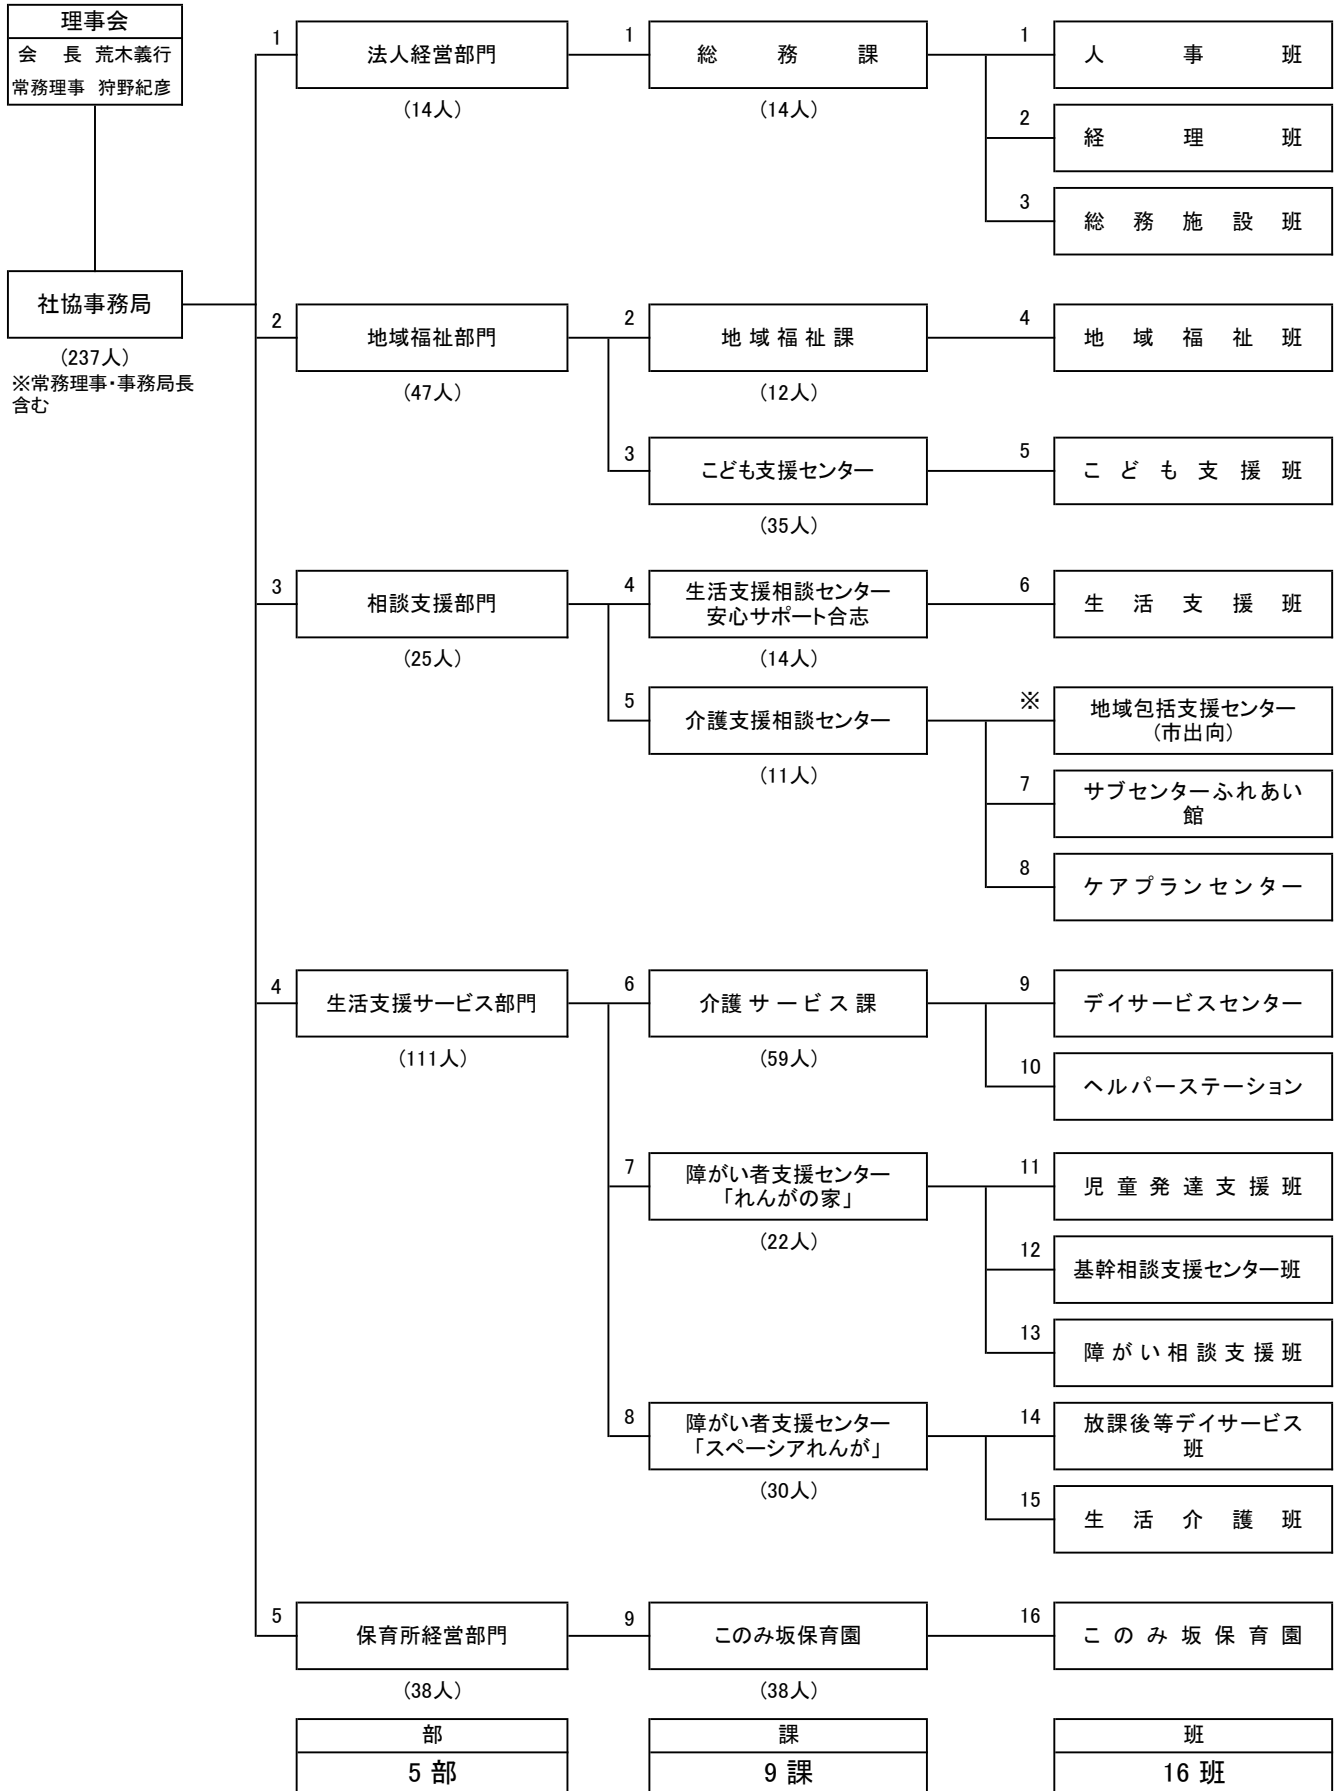 理事会
会 長 荒木義行
常務理事 狩野紀彦
社協事務局
(237人)
※常務理事・事務局長
含む
1
法人経営部門
(14人)
1
総務課
(14人)
1
人事班
2
経理班
3
総務施設班
2
地域福祉部門
(47人)
2
地域福祉課
(12人)
4
地域福祉班
3
こども支援センター
(35人)
5
こども支援班
3
相談支援部門
(25人)
4
生活支援相談センター
安心サポート合志
(14人)
6
生活支援班
5
介護支援相談センター
(11人)
※
地域包括支援センター
(市出向)
7
サブセンターふれあい
館
8
ケアプランセンター
4
生活支援サービス部門
(111人)
6
介護サービス課
(59人)
9
デイサービスセンター
10
ヘルパーステーション
7
障がい者支援センター
「れんがの家」
(22人)
11
児童発達支援班
12
基幹相談支援センター班
13
障がい相談支援班
8
障がい者支援センター
「スペーシアれんが」
(30人)
14
放課後等デイサービス
班
15
生活介護班
5
保育所経営部門
(38人)
9
このみ坂保育園
(38人)
16
このみ坂保育園
部
5 部
課
9 課
班
16 班